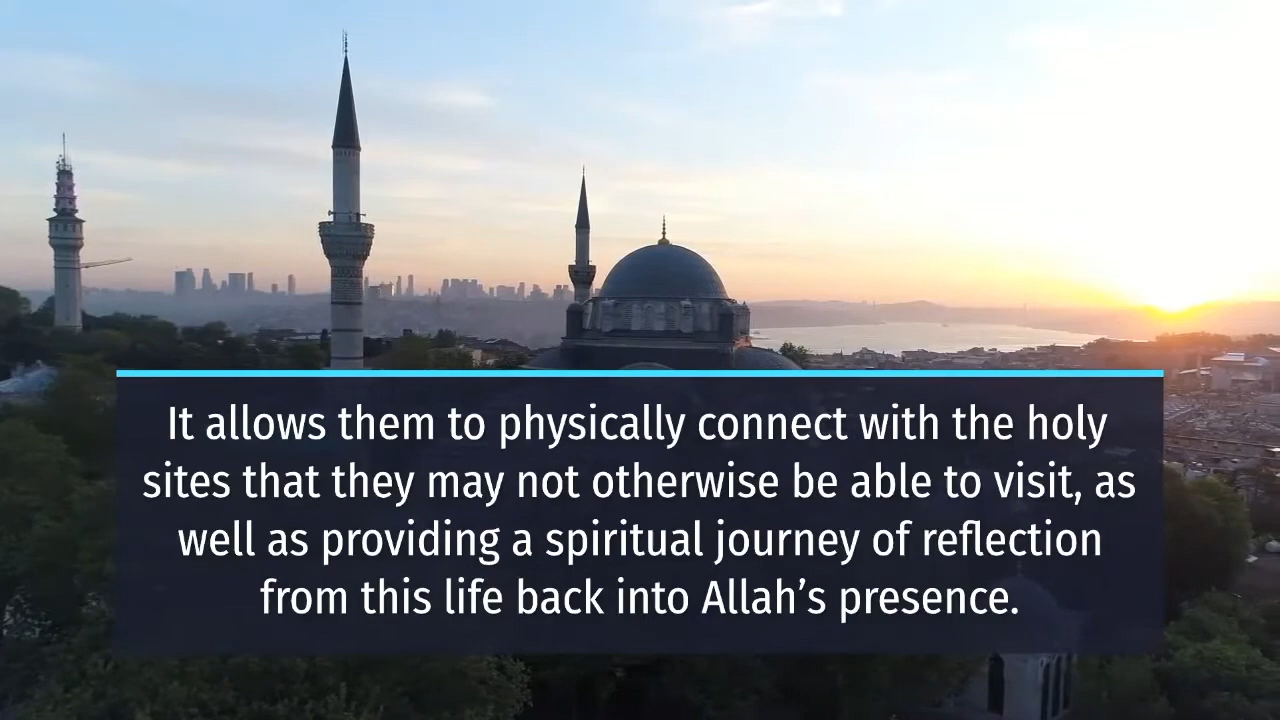 It allows them to physically connect with the holy
sites that they may not otherwise be able to visit, as
well as providing a spiritual journey of reflection
from this life back into Allah’s presence.